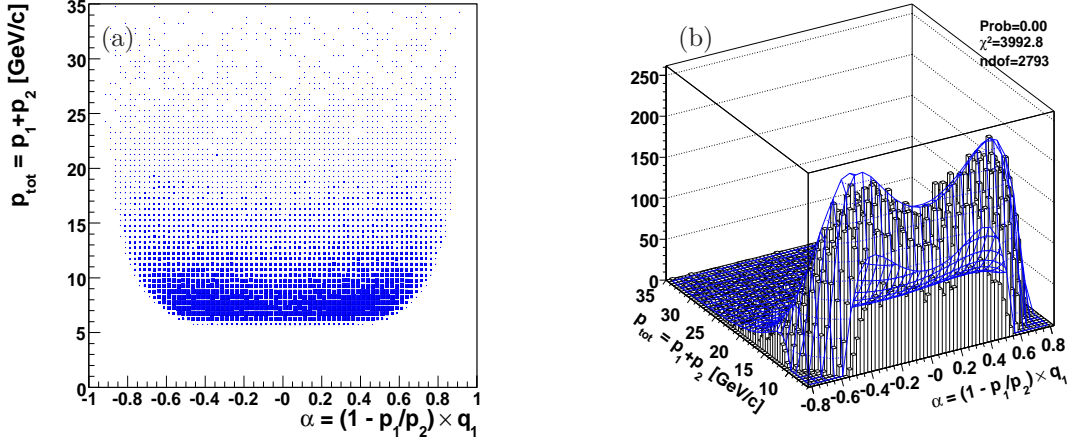 (a)
p_tot = p_1+p_2 [GeV/c]
35
30
25
20
15
10
5
0
-1 -0.8 -0.6 -0.4 -0.2 -0 0.2 0.4 0.6 0.8 1
α = (1 - p_1/p_2) × q_1
(b)
Prob=0.00
χ²=3992.8
ndof=2793
250
200
150
100
50
0
35 30 25 20 15 10
p_tot = p_1+p_2 [GeV/c]
-0.8 -0.6 -0.4 -0.2 -0 0.2 0.4 0.6 0.8
α = (1 - p_1/p_2) × q_1